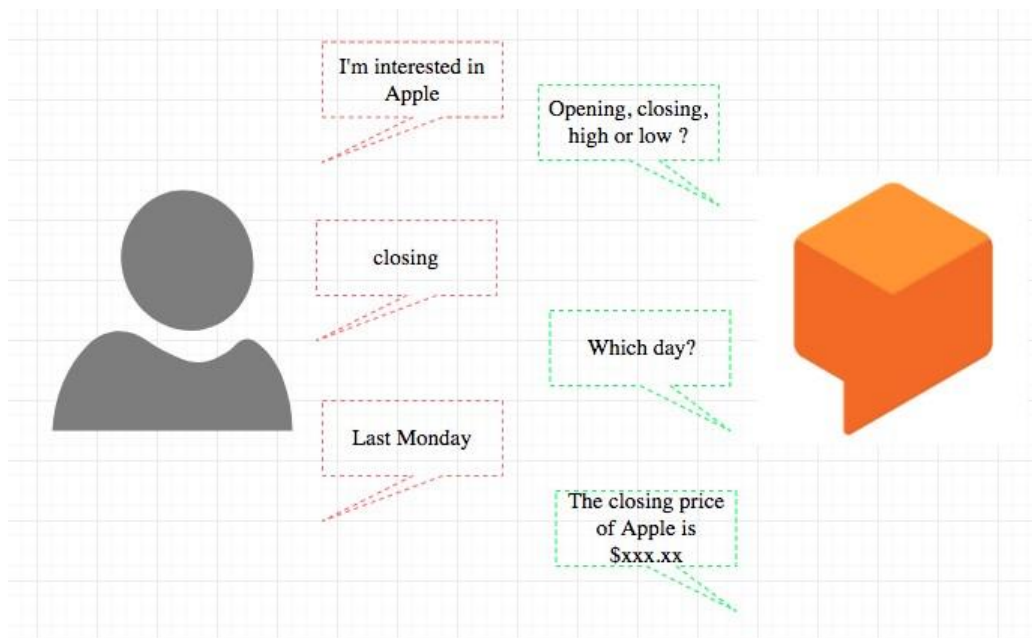 I'm interested in
Apple
Opening, closing,
high or low ?
closing
Which day?
Last Monday
The closing price
of Apple is
$xxx.xx